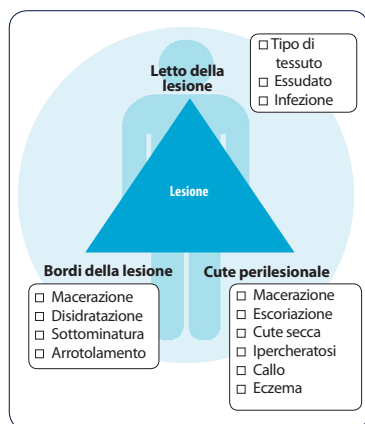 ☐ Tipo di
tessuto
☐ Essudato
☐ Infezione
Letto della
lesione
Lesione
Bordi della lesione
☐ Macerazione
☐ Disidratazione
☐ Sottominatura
☐ Arrotolamento
Cute perilesionale
☐ Macerazione
☐ Escoriazione
☐ Cute secca
☐ Ipercheratosi
☐ Callo
☐ Eczema